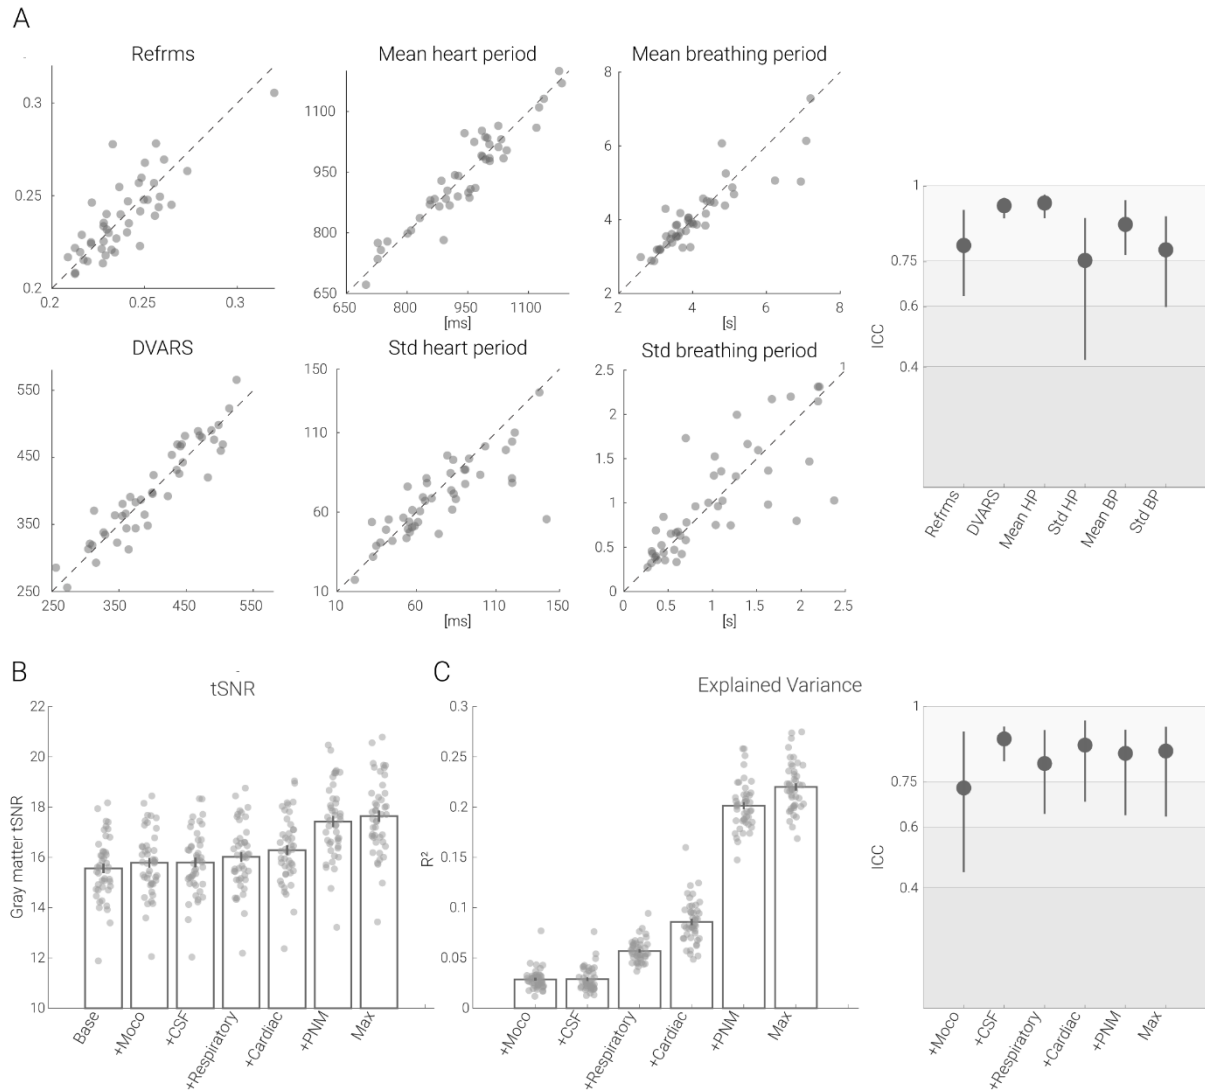 A
Refrms
0.3
0.25
0.2
0.2
0.25
0.3
Mean heart period
1100
950
800
650
650
800
950
1100
[ms]
Mean breathing period
8
6
4
2
2
4
6
8
[s]
DVARS
550
450
350
250
250
350
450
550
Std heart period
150
110
60
10
10
60
110
150
[ms]
Std breathing period
2.5
2
1.5
1
0.5
0
0
0.5
1
1.5
2
2.5
[s]
1
0.75
0.6
0.4
ICC
Refrms
DVARS
Mean HP
Std HP
Mean BP
Std BP
B
tSNR
Gray matter tSNR
22
20
18
16
14
12
10
Base
+Moco
+CSF
+Respiratory
+Cardiac
+PNM
Max
C
Explained Variance
R²
0.3
0.25
0.2
0.15
0.1
0.05
0
+Moco
+CSF
+Respiratory
+Cardiac
+PNM
Max
1
0.75
0.6
0.4
ICC
+Moco
+CSF
+Respiratory
+Cardiac
+PNM
Max